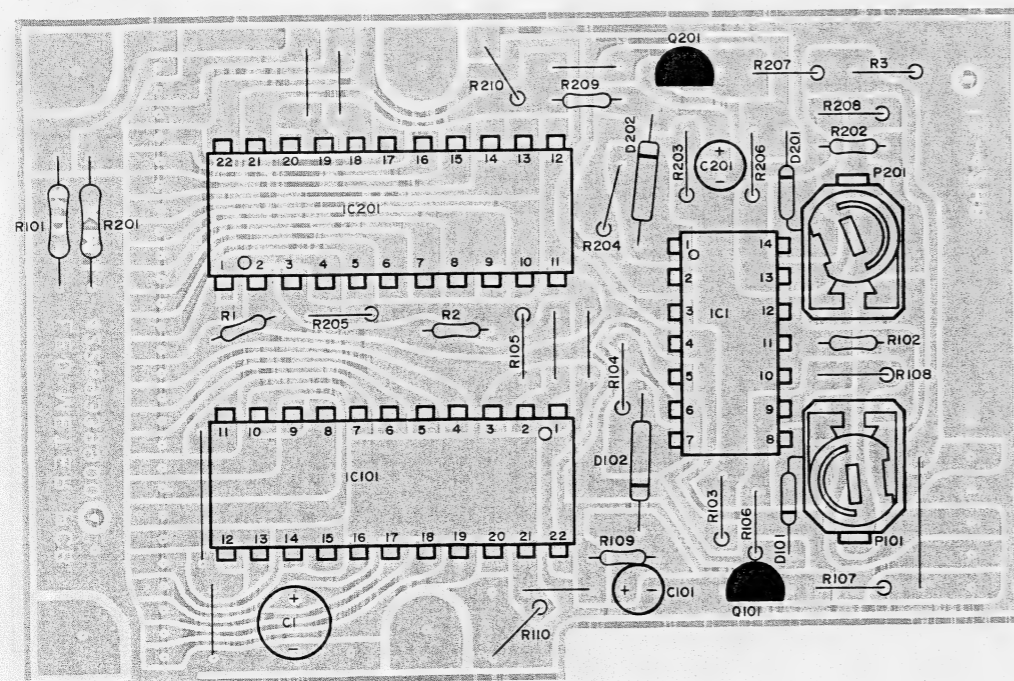 Q201
R207
R3
R210
R209
R208
D202
R203
+
C201
-
R206
D201
R202
P201
22 21 20 19 18 17 16 15 14 13 12
IC201
1 2 3 4 5 6 7 8 9 10 11
R101
R201
R204
1 14
2 13
3 IC1 12
4 11
5 10
6 9
7 8
R1
R205
R2
R105
R104
R102
R108
11 10 9 8 7 6 5 4 3 2 1
IC101
12 13 14 15 16 17 18 19 20 21 22
D102
R103
R106
D101
P101
R109
+ -
C101
Q101
R107
+
C1
-
R110